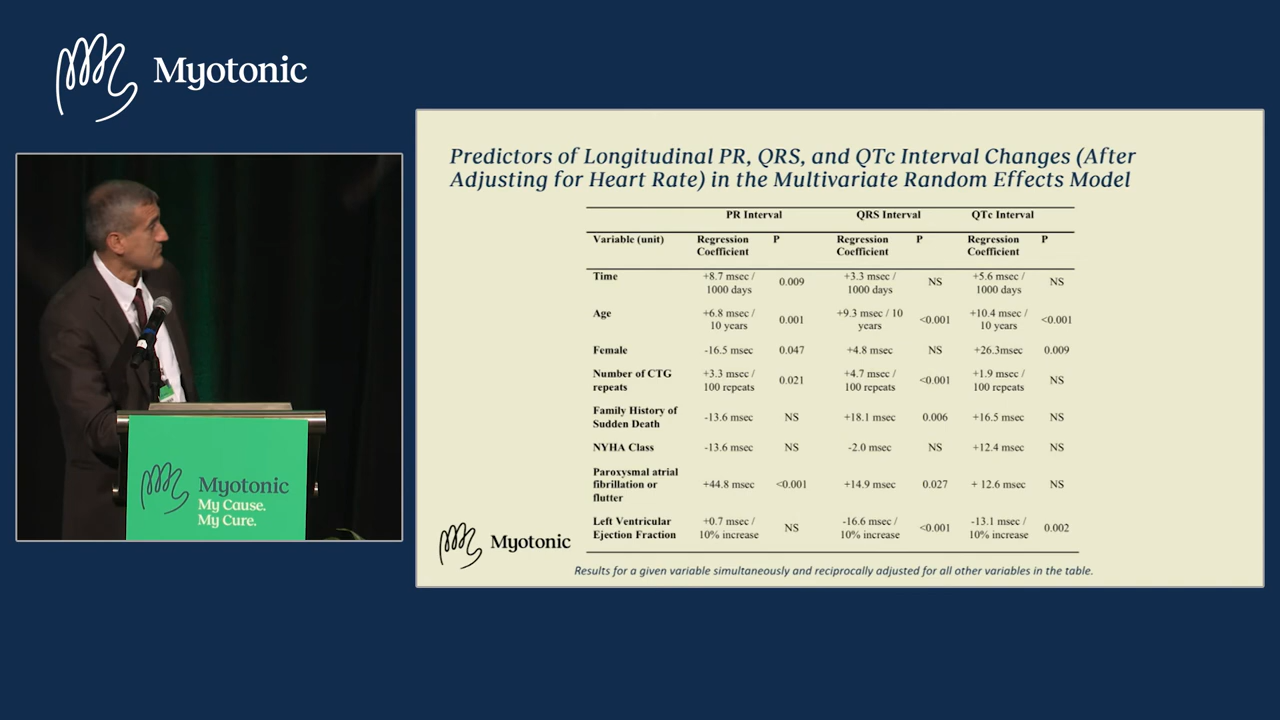 Myotonic
Predictors of Longitudinal PR, QRS, and QTc Interval Changes (After
Adjusting for Heart Rate) in the Multivariate Random Effects Model
PR Interval QRS Interval QTc Interval
Variable (unit) Regression Coefficient P Regression Coefficient P Regression Coefficient P
Time +8.7 msec / 1000 days 0.009 +3.3 msec / 1000 days NS +5.6 msec / 1000 days NS
Age +6.8 msec / 10 years 0.001 +9.3 msec / 10 years <0.001 +10.4 msec / 10 years <0.001
Female -16.5 msec 0.047 +4.8 msec NS +26.3msec 0.009
Number of CTG repeats +3.3 msec / 100 repeats 0.021 +4.7 msec / 100 repeats <0.001 +1.9 msec / 100 repeats NS
Family History of Sudden Death -13.6 msec NS +18.1 msec 0.006 +16.5 msec NS
NYHA Class -13.6 msec NS -2.0 msec NS +12.4 msec NS
Paroxysmal atrial fibrillation or flutter +44.8 msec <0.001 +14.9 msec 0.027 + 12.6 msec NS
Left Ventricular Ejection Fraction +0.7 msec / 10% increase NS -16.6 msec / 10% increase <0.001 -13.1 msec / 10% increase 0.002
Myotonic
Results for a given variable simultaneously and reciprocally adjusted for all other variables in the table.
Myotonic
My Cause.
My Cure.